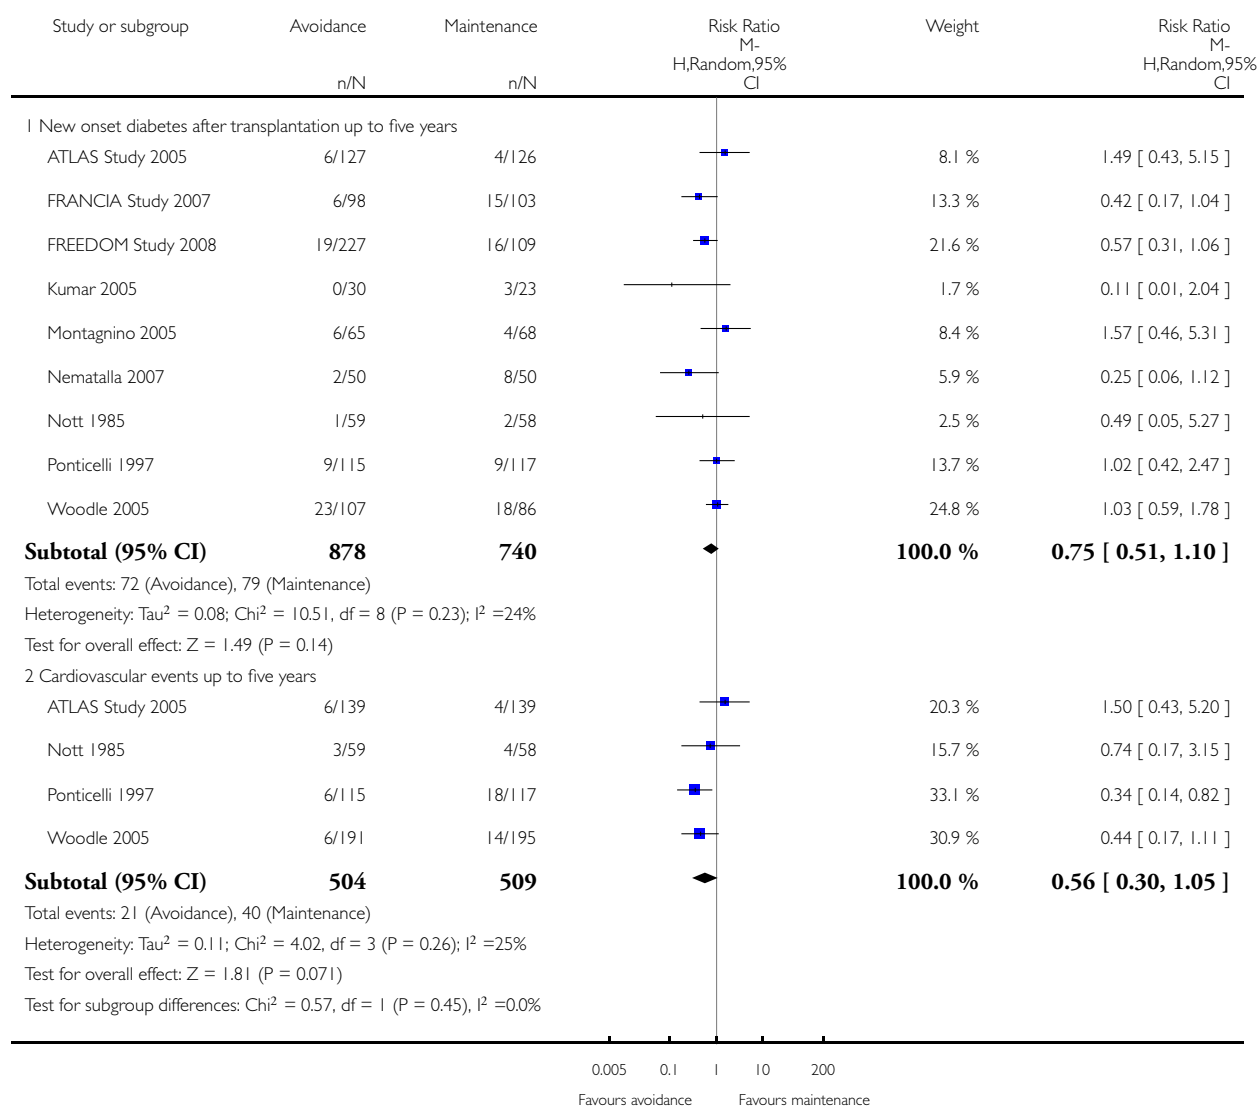 Study or subgroup Avoidance Maintenance Risk Ratio Weight Risk Ratio
M- M-
H,Random,95% H,Random,95%
n/N n/N CI CI
1 New onset diabetes after transplantation up to five years
ATLAS Study 2005 6/127 4/126 8.1 % 1.49 [ 0.43, 5.15 ]
FRANCIA Study 2007 6/98 15/103 13.3 % 0.42 [ 0.17, 1.04 ]
FREEDOM Study 2008 19/227 16/109 21.6 % 0.57 [ 0.31, 1.06 ]
Kumar 2005 0/30 3/23 1.7 % 0.11 [ 0.01, 2.04 ]
Montagnino 2005 6/65 4/68 8.4 % 1.57 [ 0.46, 5.31 ]
Nematalla 2007 2/50 8/50 5.9 % 0.25 [ 0.06, 1.12 ]
Nott 1985 1/59 2/58 2.5 % 0.49 [ 0.05, 5.27 ]
Ponticelli 1997 9/115 9/117 13.7 % 1.02 [ 0.42, 2.47 ]
Woodle 2005 23/107 18/86 24.8 % 1.03 [ 0.59, 1.78 ]
Subtotal (95% CI) 878 740 100.0 % 0.75 [ 0.51, 1.10 ]
Total events: 72 (Avoidance), 79 (Maintenance)
Heterogeneity: Tau² = 0.08; Chi² = 10.51, df = 8 (P = 0.23); I² =24%
Test for overall effect: Z = 1.49 (P = 0.14)
2 Cardiovascular events up to five years
ATLAS Study 2005 6/139 4/139 20.3 % 1.50 [ 0.43, 5.20 ]
Nott 1985 3/59 4/58 15.7 % 0.74 [ 0.17, 3.15 ]
Ponticelli 1997 6/115 18/117 33.1 % 0.34 [ 0.14, 0.82 ]
Woodle 2005 6/191 14/195 30.9 % 0.44 [ 0.17, 1.11 ]
Subtotal (95% CI) 504 509 100.0 % 0.56 [ 0.30, 1.05 ]
Total events: 21 (Avoidance), 40 (Maintenance)
Heterogeneity: Tau² = 0.11; Chi² = 4.02, df = 3 (P = 0.26); I² =25%
Test for overall effect: Z = 1.81 (P = 0.071)
Test for subgroup differences: Chi² = 0.57, df = 1 (P = 0.45), I² =0.0%
0.005 0.1 1 10 200
Favours avoidance Favours maintenance